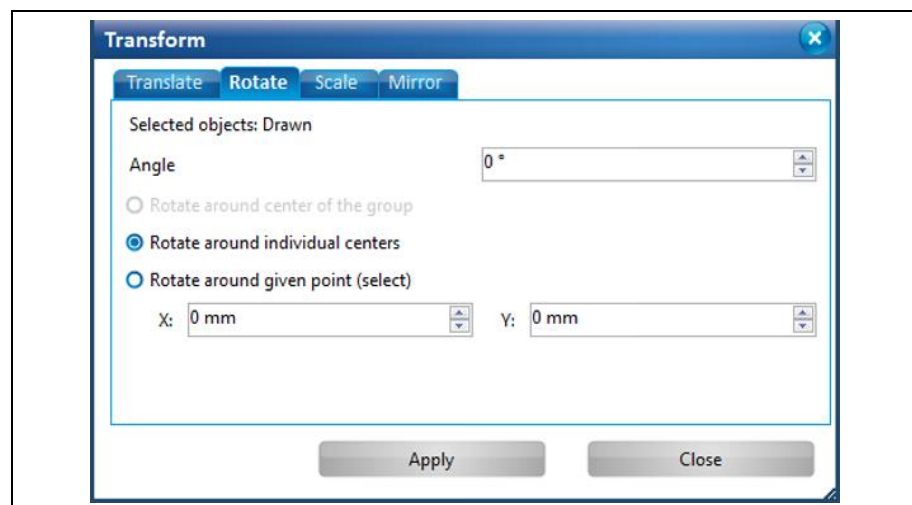 Transform
Translate Rotate Scale Mirror
Selected objects: Drawn
Angle 0 °
Rotate around center of the group
Rotate around individual centers
Rotate around given point (select)
X: 0 mm Y: 0 mm
Apply Close